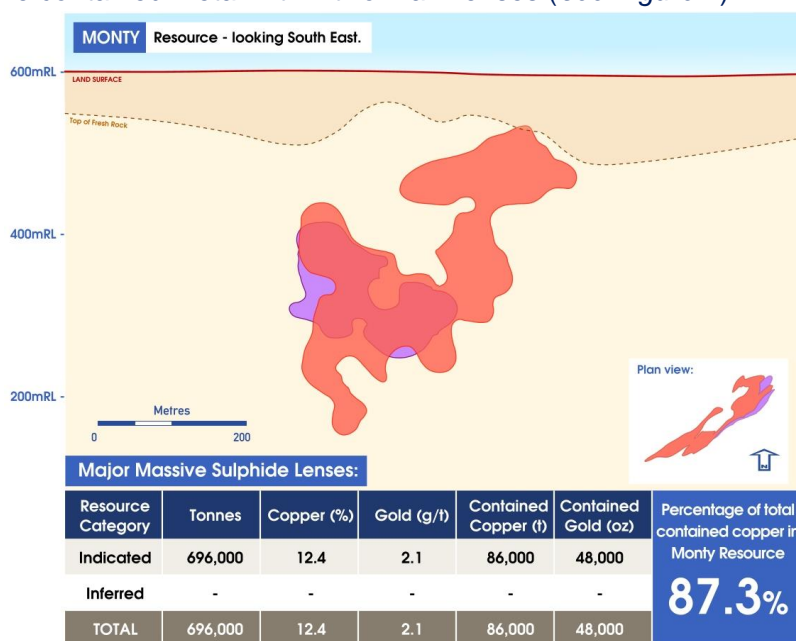 MONTY Resource - looking South East.
600mRL -
LAND SURFACE
Top of Fresh Rock
400mRL -
200mRL -
Plan view:
Metres
0 200
N
Major Massive Sulphide Lenses:
Resource Category Tonnes Copper (%) Gold (g/t) Contained Copper (t) Contained Gold (oz)
Indicated 696,000 12.4 2.1 86,000 48,000
Inferred - - - - -
TOTAL 696,000 12.4 2.1 86,000 48,000
Percentage of total
contained copper in
Monty Resource
87.3%